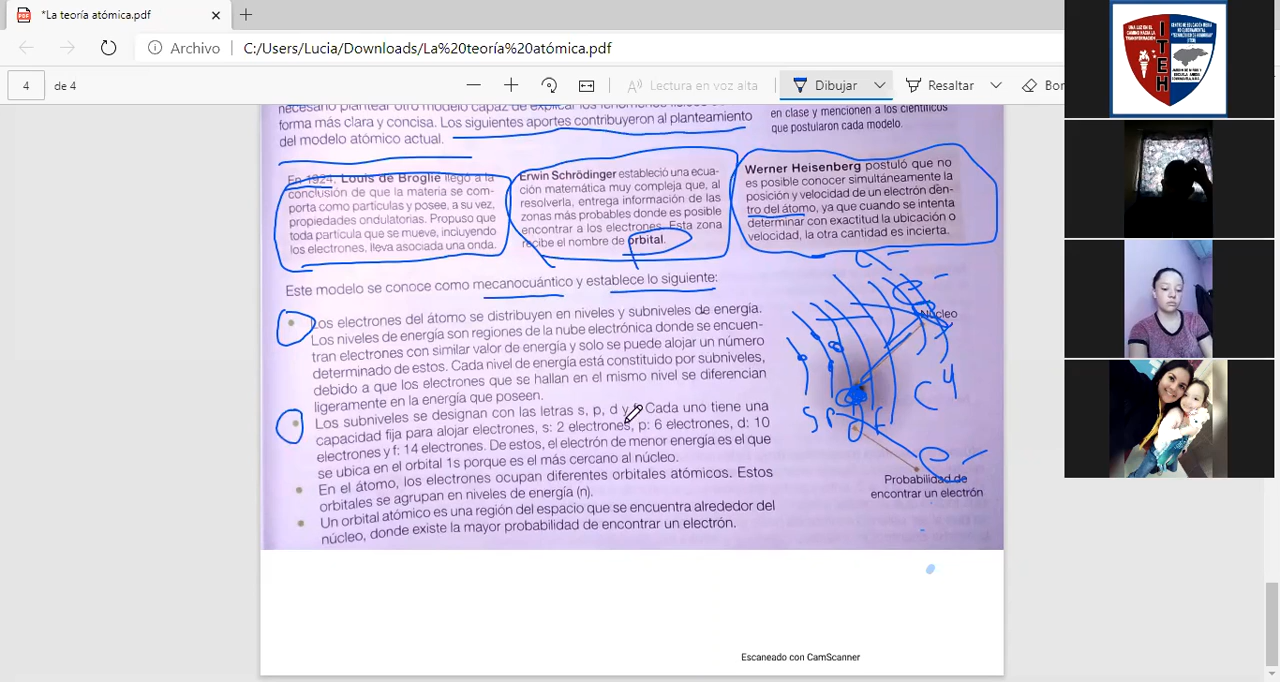 *La teoría atómica.pdf
Archivo
C:/Users/Lucia/Downloads/La%20teoría%20atómica.pdf
4
de 4
Lectura en voz alta
Dibujar
Resaltar
Bor
necesario plantear otro modelo capaz de explicar los fenómenos físicos
forma más clara y concisa. Los siguientes aportes contribuyeron al planteamiento
del modelo atómico actual.
en clase y mencionen a los científicos
que postularon cada modelo.
En 1924, Louis de Broglie llegó a la
conclusión de que la materia se com-
porta como partículas y posee, a su vez,
propiedades ondulatorias. Propuso que
toda partícula que se mueve, incluyendo
los electrones, lleva asociada una onda.
Erwin Schrödinger estableció una ecua-
ción matemática muy compleja que, al
resolverla, entrega información de las
zonas más probables donde es posible
encontrar a los electrones. Esta zona
recibe el nombre de orbital.
Werner Heisenberg postuló que no
es posible conocer simultáneamente la
posición y velocidad de un electrón den-
tro del átomo, ya que cuando se intenta
determinar con exactitud la ubicación o
velocidad, la otra cantidad es incierta.
Este modelo se conoce como mecanocuántico y establece lo siguiente:
Los electrones del átomo se distribuyen en niveles y subniveles de energía.
Los niveles de energía son regiones de la nube electrónica donde se encuen-
tran electrones con similar valor de energía y solo se puede alojar un número
determinado de estos. Cada nivel de energía está constituido por subniveles,
debido a que los electrones que se hallan en el mismo nivel se diferencian
ligeramente en la energía que poseen.
Los subniveles se designan con las letras s, p, d y f. Cada uno tiene una
capacidad fija para alojar electrones, s: 2 electrones, p: 6 electrones, d: 10
electrones y f: 14 electrones. De estos, el electrón de menor energía es el que
se ubica en el orbital 1s porque es el más cercano al núcleo.
En el átomo, los electrones ocupan diferentes orbitales atómicos. Estos
orbitales se agrupan en niveles de energía (n).
Un orbital atómico es una región del espacio que se encuentra alrededor del
núcleo, donde existe la mayor probabilidad de encontrar un electrón.
Núcleo
e-
e-
S P d F
C 4
e-
Probabilidad de
encontrar un electrón
Escaneado con CamScanner
ITEH